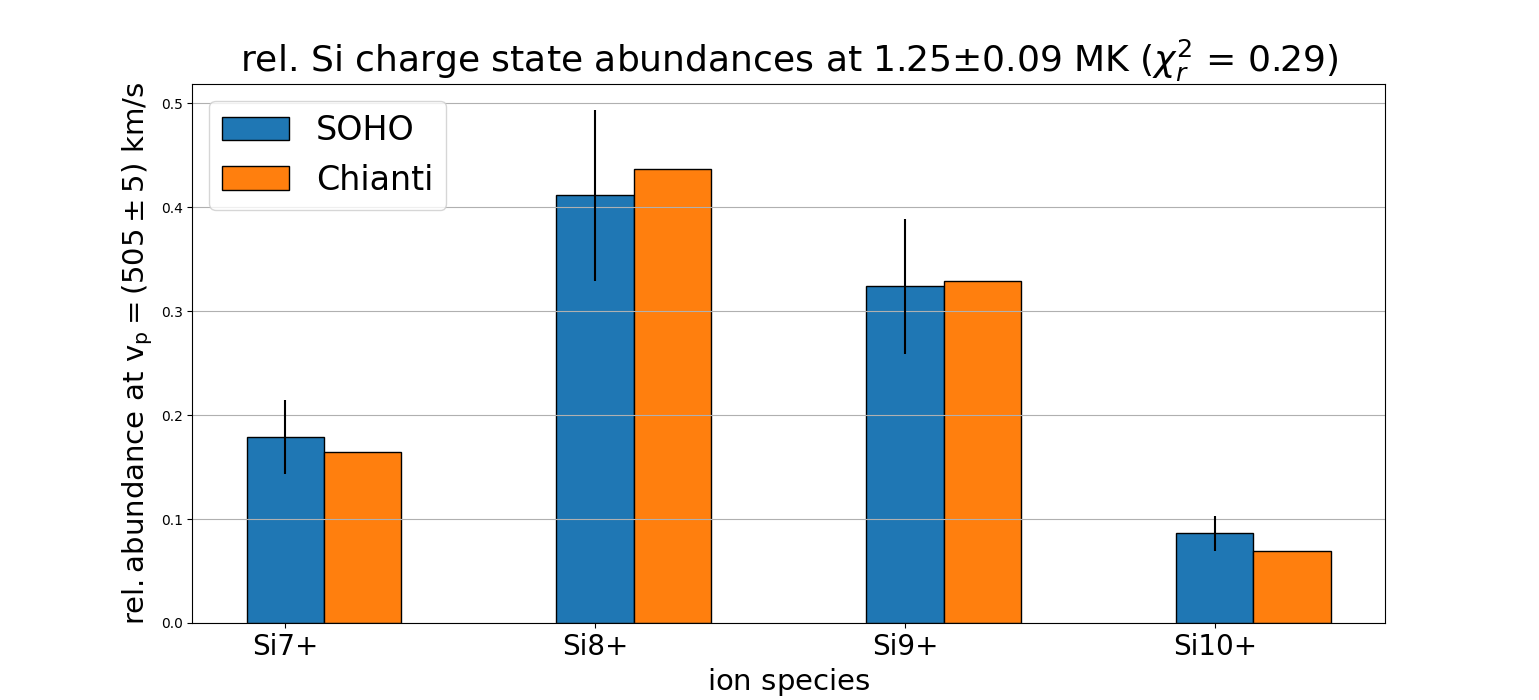 rel. Si charge state abundances at 1.25±0.09 MK (χ²ᵣ = 0.29)
rel. abundance at vₚ = (505 ± 5) km/s
0.5
0.4
0.3
0.2
0.1
0.0
SOHO
Chianti
Si7+ Si8+ Si9+ Si10+
ion species